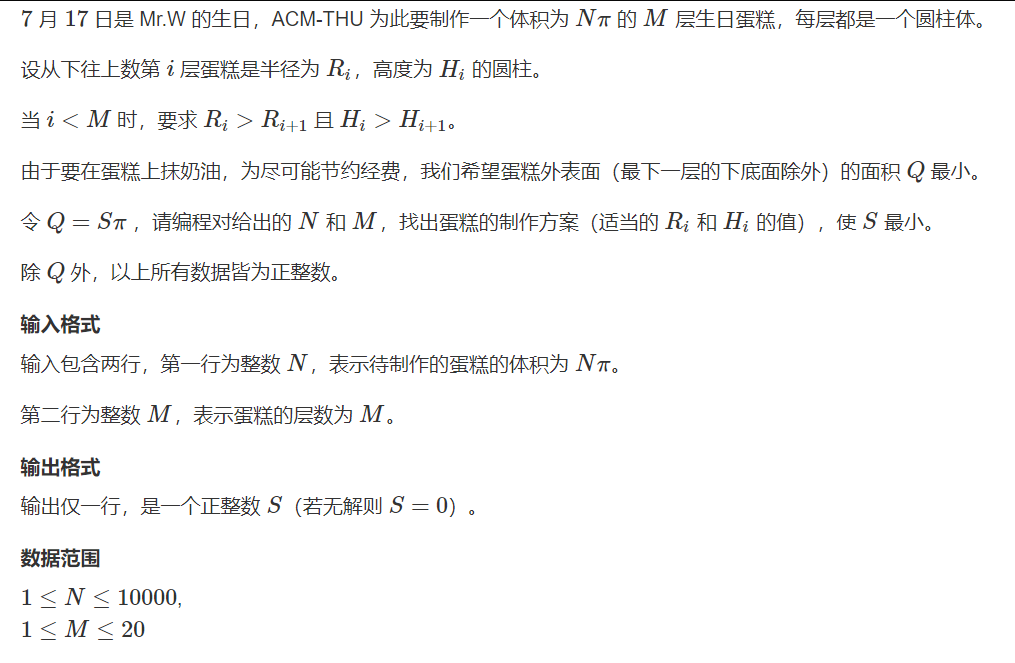 7 月 17 日是 Mr.W 的生日，ACM-THU 为此要制作一个体积为 Nπ 的 M 层生日蛋糕，每层都是一个圆柱体。
设从下往上数第 i 层蛋糕是半径为 R_i，高度为 H_i 的圆柱。
当 i < M 时，要求 R_i > R_{i+1} 且 H_i > H_{i+1}。
由于要在蛋糕上抹奶油，为尽可能节约经费，我们希望蛋糕外表面（最下一层的下底面除外）的面积 Q 最小。
令 Q = Sπ ，请编程对给出的 N 和 M，找出蛋糕的制作方案（适当的 R_i 和 H_i 的值），使 S 最小。
除 Q 外，以上所有数据皆为正整数。
输入格式
输入包含两行，第一行为整数 N，表示待制作的蛋糕的体积为 Nπ。
第二行为整数 M，表示蛋糕的层数为 M。
输出格式
输出仅一行，是一个正整数 S（若无解则 S = 0）。
数据范围
1 ≤ N ≤ 10000,
1 ≤ M ≤ 20